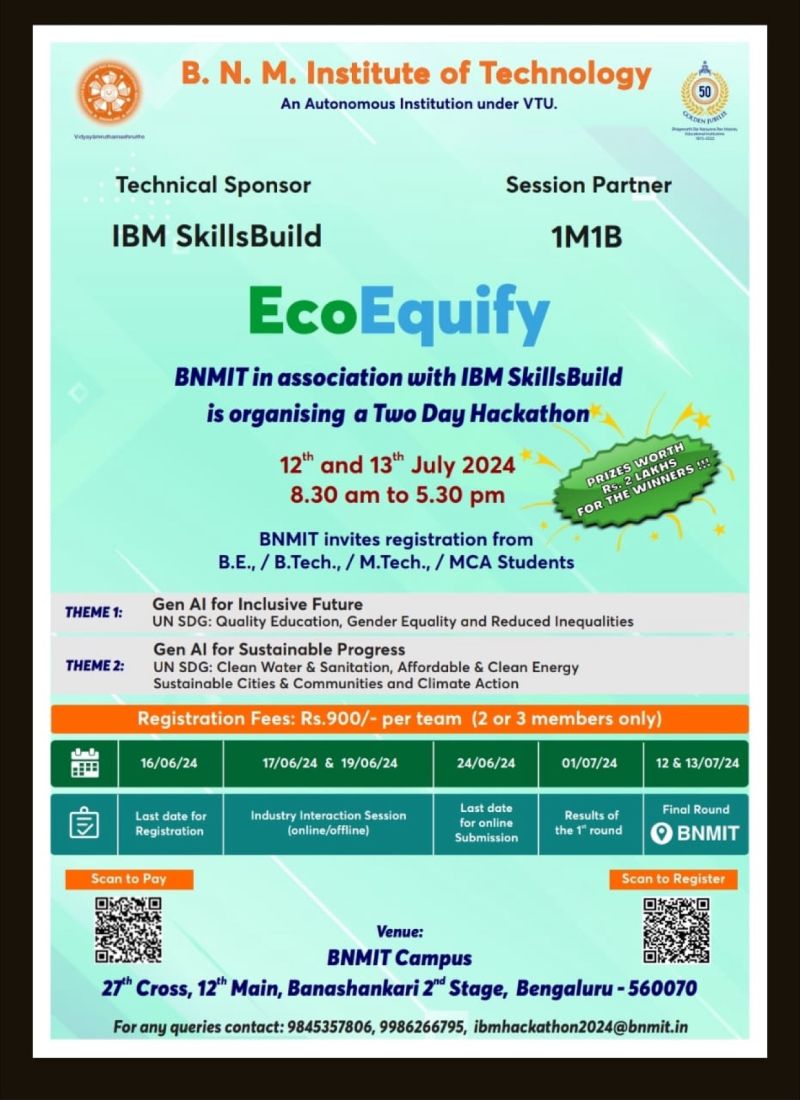 B. N. M. Institute of Technology
An Autonomous Institution under VTU.
Vidyayāmruthamashnuthe
50
GOLDEN JUBILEE
Technical Sponsor
Session Partner
IBM SkillsBuild
1M1B
EcoEquify
BNMIT in association with IBM SkillsBuild
is organising a Two Day Hackathon
12th and 13th July 2024
8.30 am to 5.30 pm
PRIZES WORTH
Rs. 2 LAKHS
FOR THE WINNERS !!!
BNMIT invites registration from
B.E., / B.Tech., / M.Tech., / MCA Students
THEME 1:
Gen AI for Inclusive Future
UN SDG: Quality Education, Gender Equality and Reduced Inequalities
THEME 2:
Gen AI for Sustainable Progress
UN SDG: Clean Water & Sanitation, Affordable & Clean Energy
Sustainable Cities & Communities and Climate Action
Registration Fees: Rs.900/- per team (2 or 3 members only)
16/06/24
17/06/24 & 19/06/24
24/06/24
01/07/24
12 & 13/07/24
Last date for
Registration
Industry Interaction Session
(online/offline)
Last date
for online
Submission
Results of
the 1st round
Final Round
BNMIT
Scan to Pay
Scan to Register
Venue:
BNMIT Campus
27th Cross, 12th Main, Banashankari 2nd Stage, Bengaluru - 560070
For any queries contact: 9845357806, 9986266795, ibmhackathon2024@bnmit.in